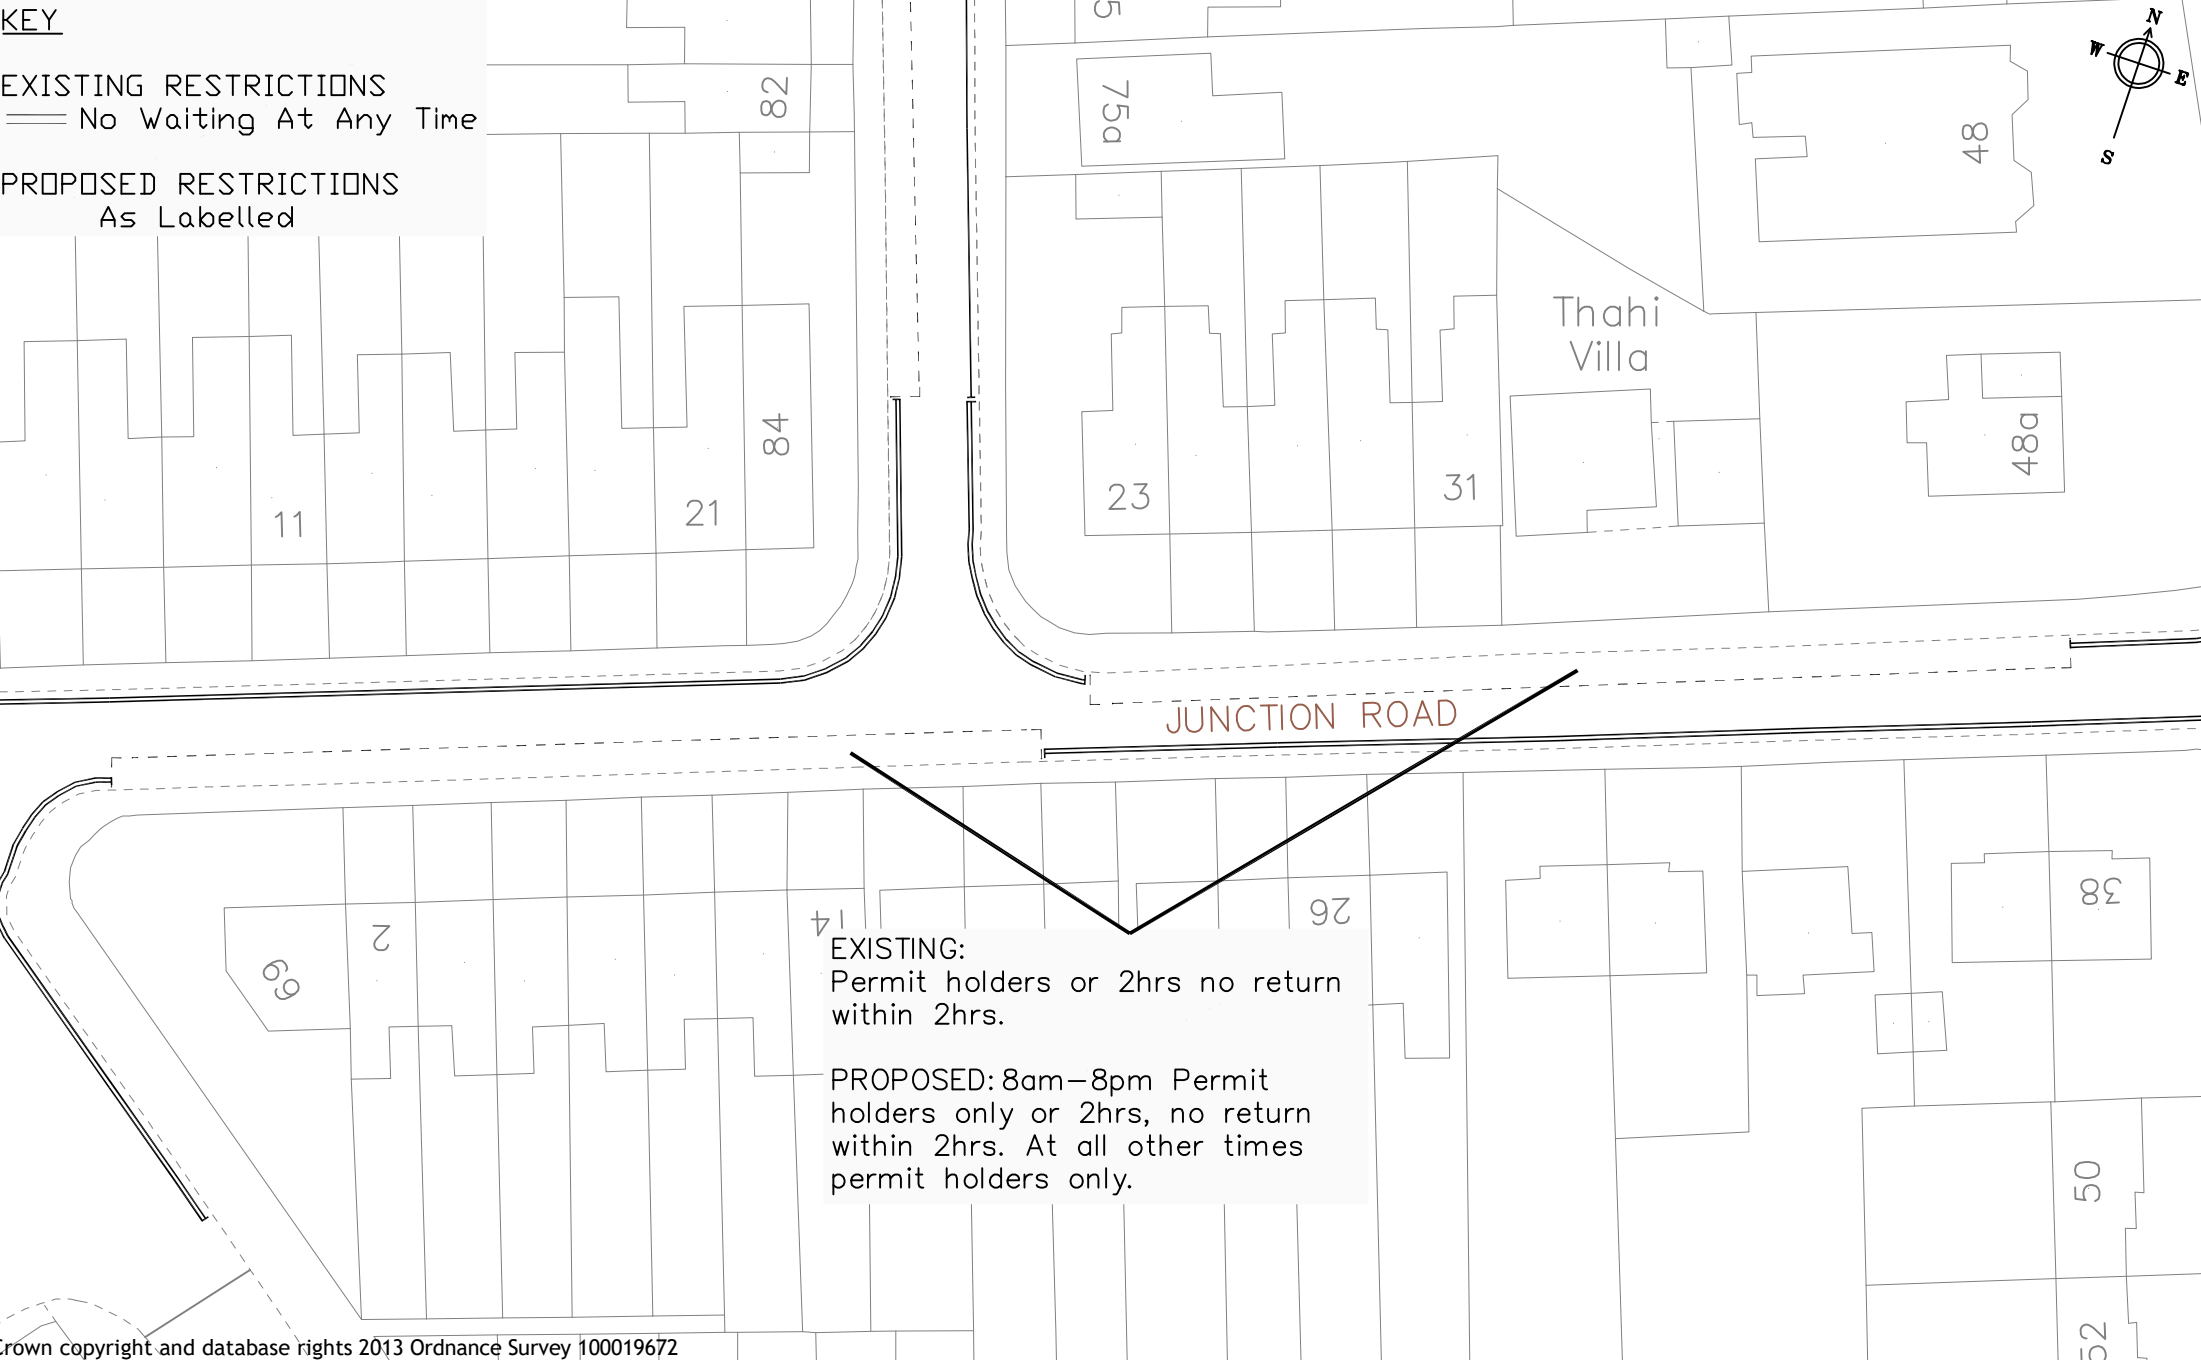 KEY
EXISTING RESTRICTIONS
No Waiting At Any Time
PROPOSED RESTRICTIONS
As Labelled
5
N
W
E
S
82
75a
48
Thahi
Villa
84
48a
11
21
23
31
JUNCTION ROAD
2
69
14
26
38
EXISTING:
Permit holders or 2hrs no return
within 2hrs.
PROPOSED: 8am-8pm Permit
holders only or 2hrs, no return
within 2hrs. At all other times
permit holders only.
50
52
Crown copyright and database rights 2013 Ordnance Survey 100019672